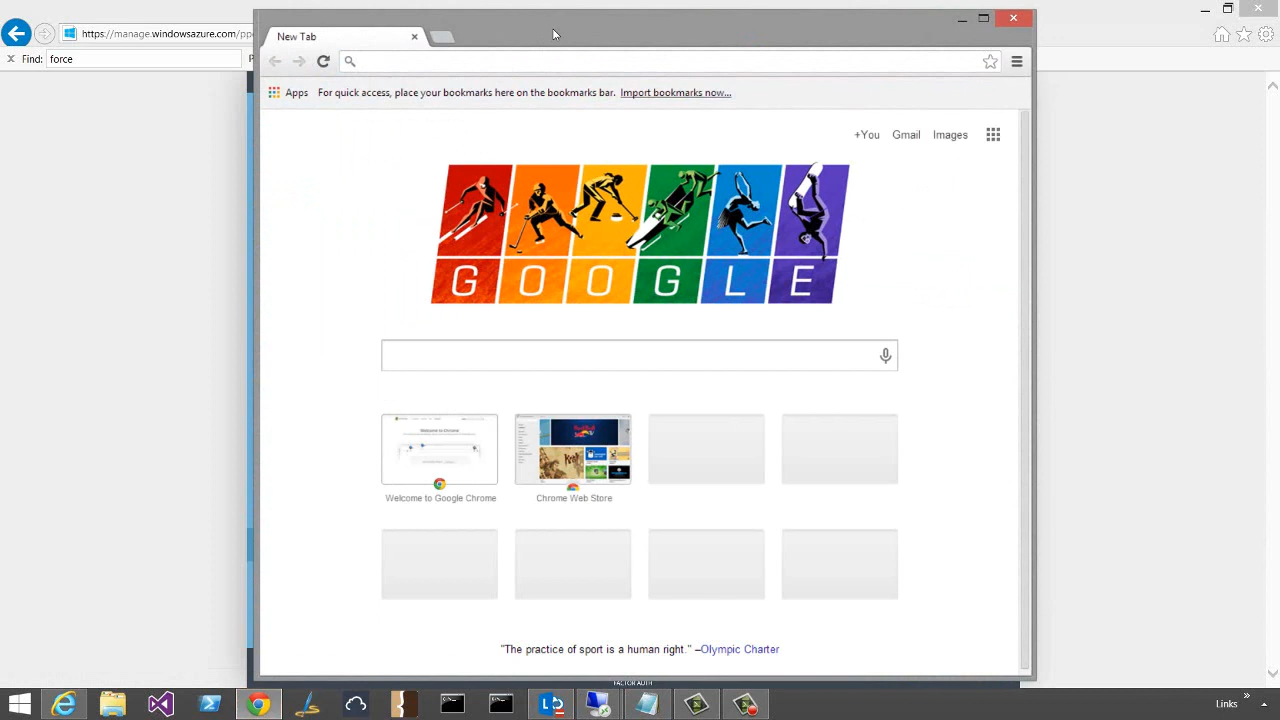 https://manage.windowsazure.com/
Find: force
New Tab
Apps For quick access, place your bookmarks here on the bookmarks bar. Import bookmarks now...
+You Gmail Images
GOOGLE
Welcome to Google Chrome
Chrome Web Store
"The practice of sport is a human right." –Olympic Charter
FACTOR AUTH
Links »